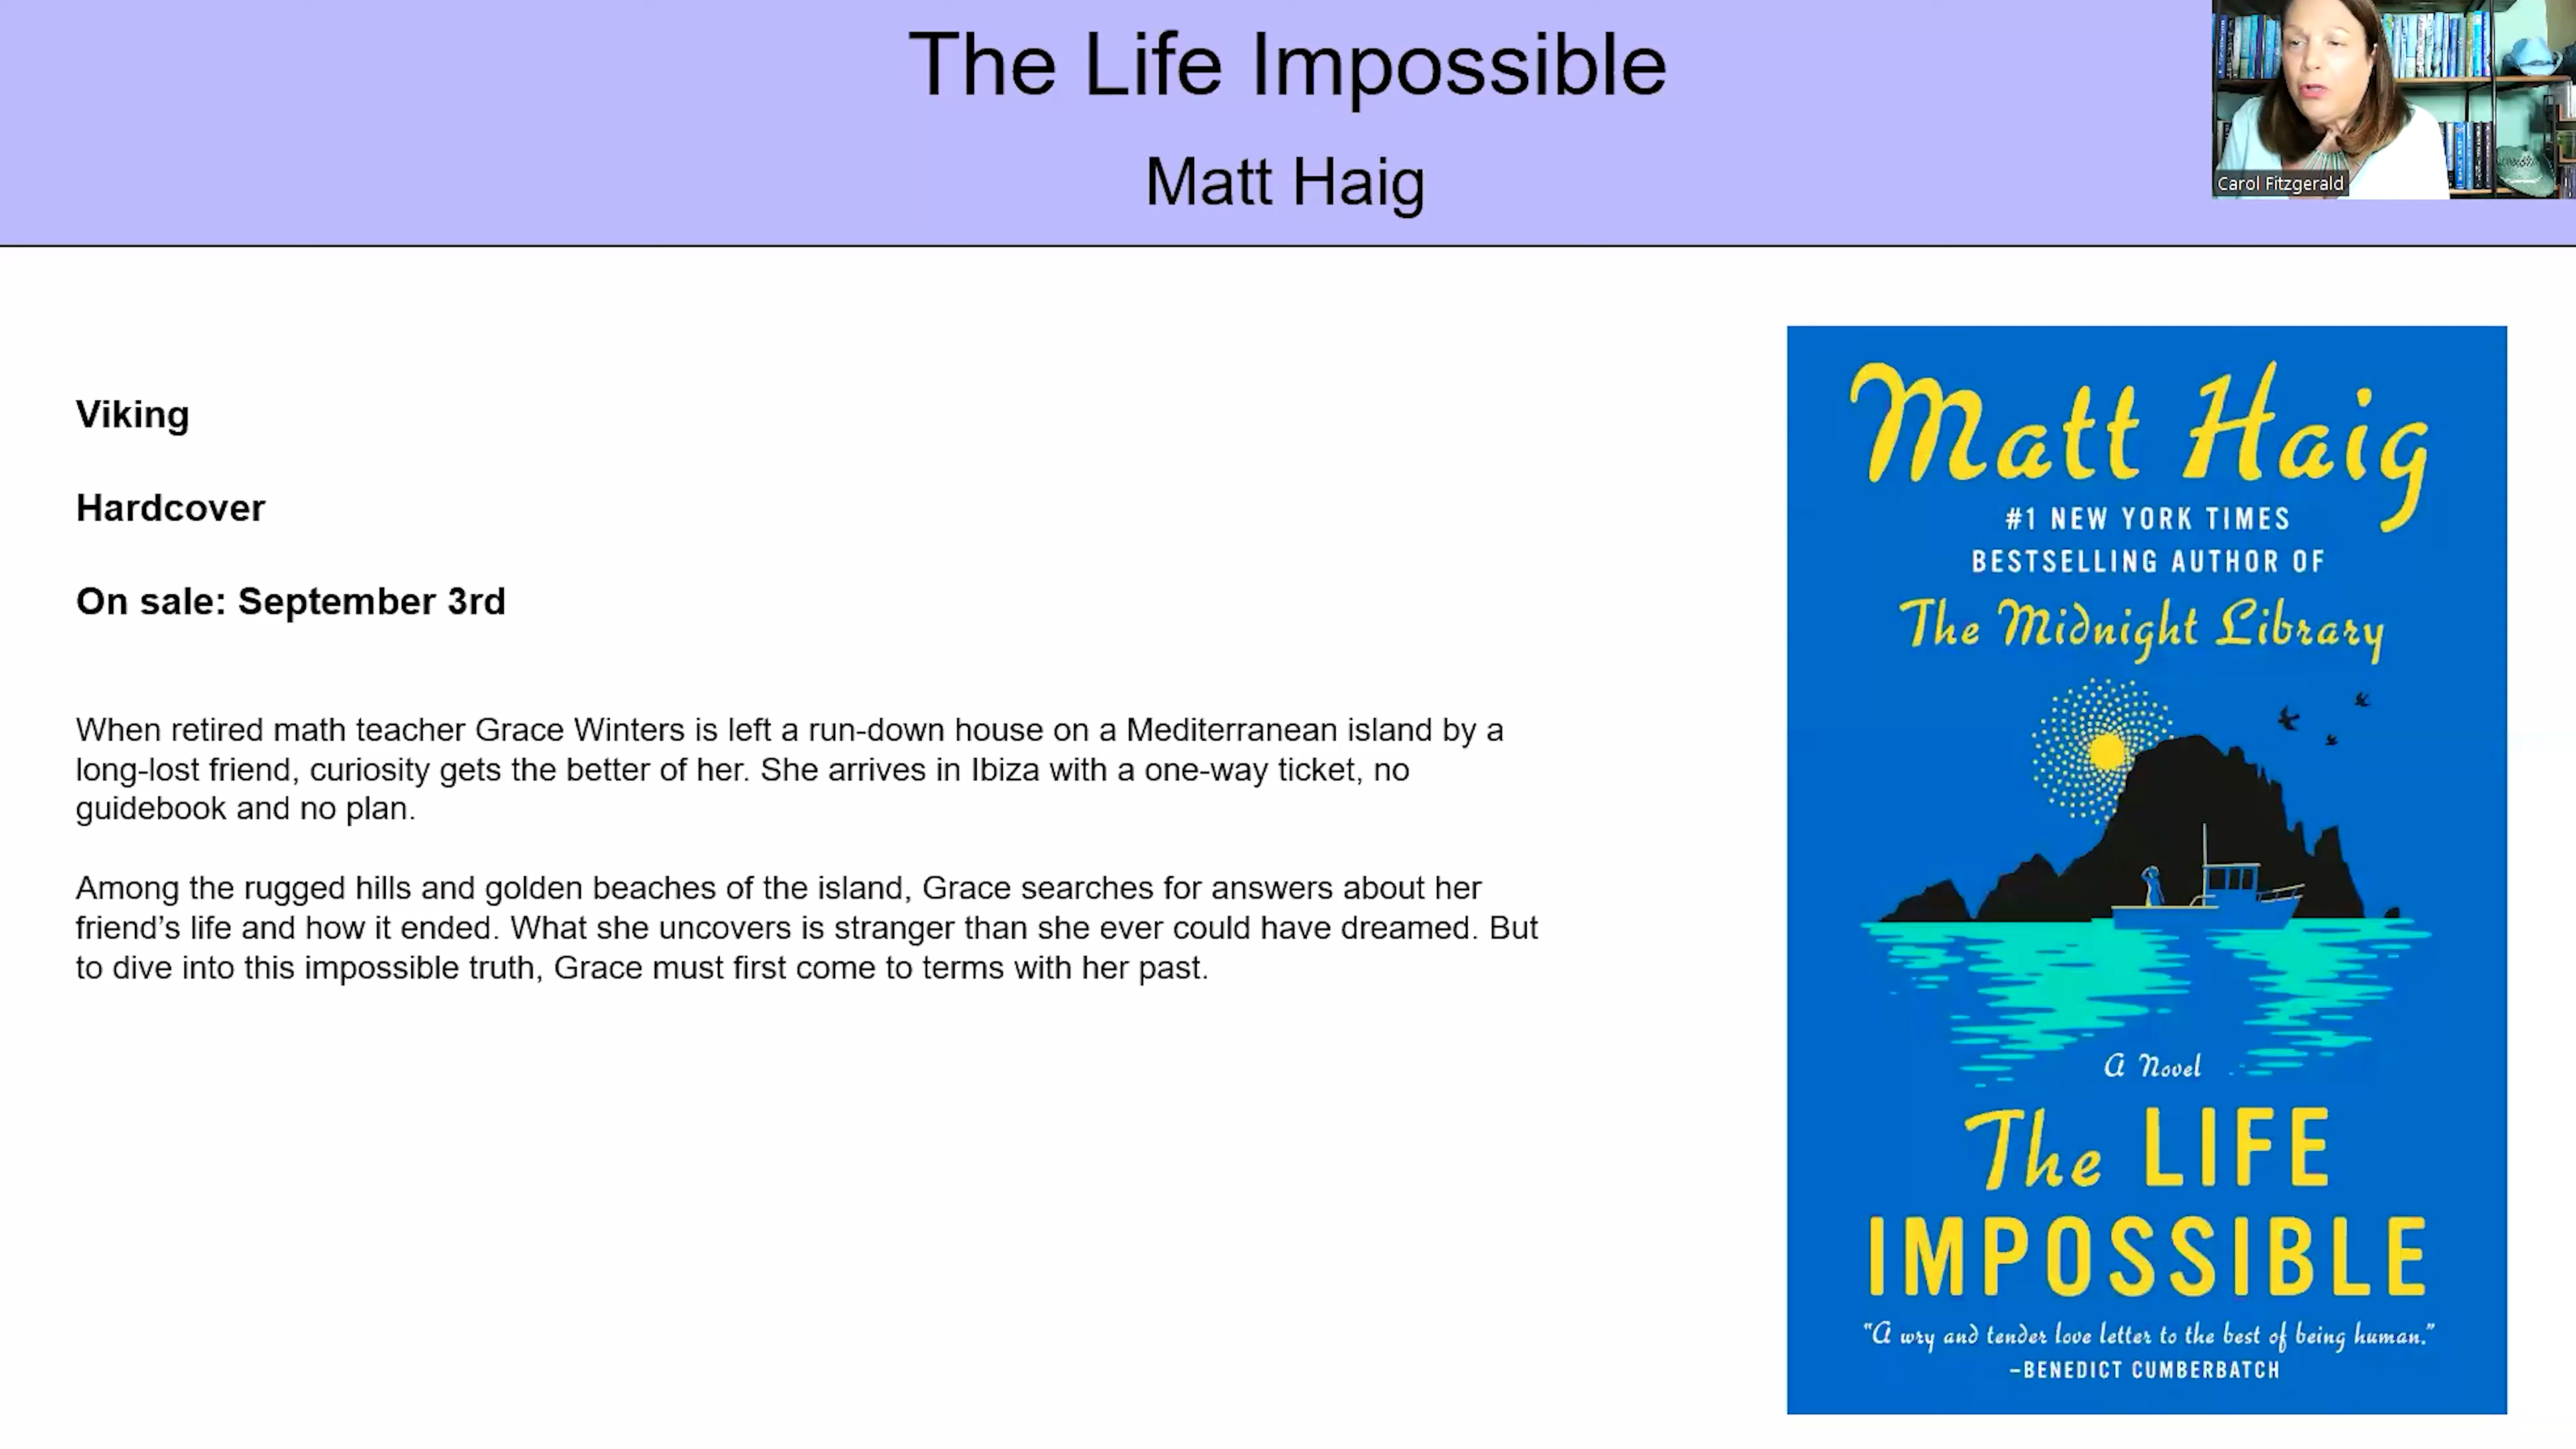 The Life Impossible
Matt Haig
Carol Fitzgerald
Viking
Hardcover
On sale: September 3rd
When retired math teacher Grace Winters is left a run-down house on a Mediterranean island by a
long-lost friend, curiosity gets the better of her. She arrives in Ibiza with a one-way ticket, no
guidebook and no plan.
Among the rugged hills and golden beaches of the island, Grace searches for answers about her
friend’s life and how it ended. What she uncovers is stranger than she ever could have dreamed. But
to dive into this impossible truth, Grace must first come to terms with her past.
Matt Haig
#1 NEW YORK TIMES
BESTSELLING AUTHOR OF
The Midnight Library
A Novel
The LIFE
IMPOSSIBLE
“A wry and tender love letter to the best of being human.”
–BENEDICT CUMBERBATCH